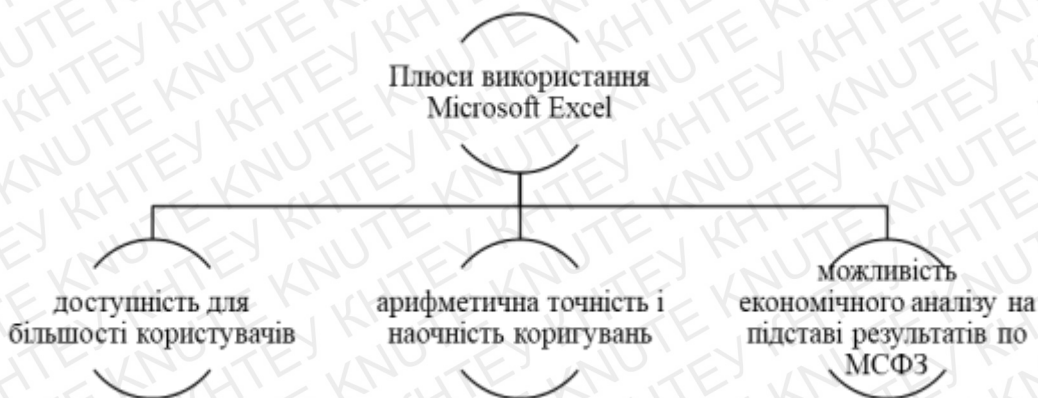 Плюси використання
Microsoft Excel
доступність для
більшості користувачів
арифметична точність і
наочність коригувань
можливість
економічного аналізу на
підставі результатів по
МСФЗ